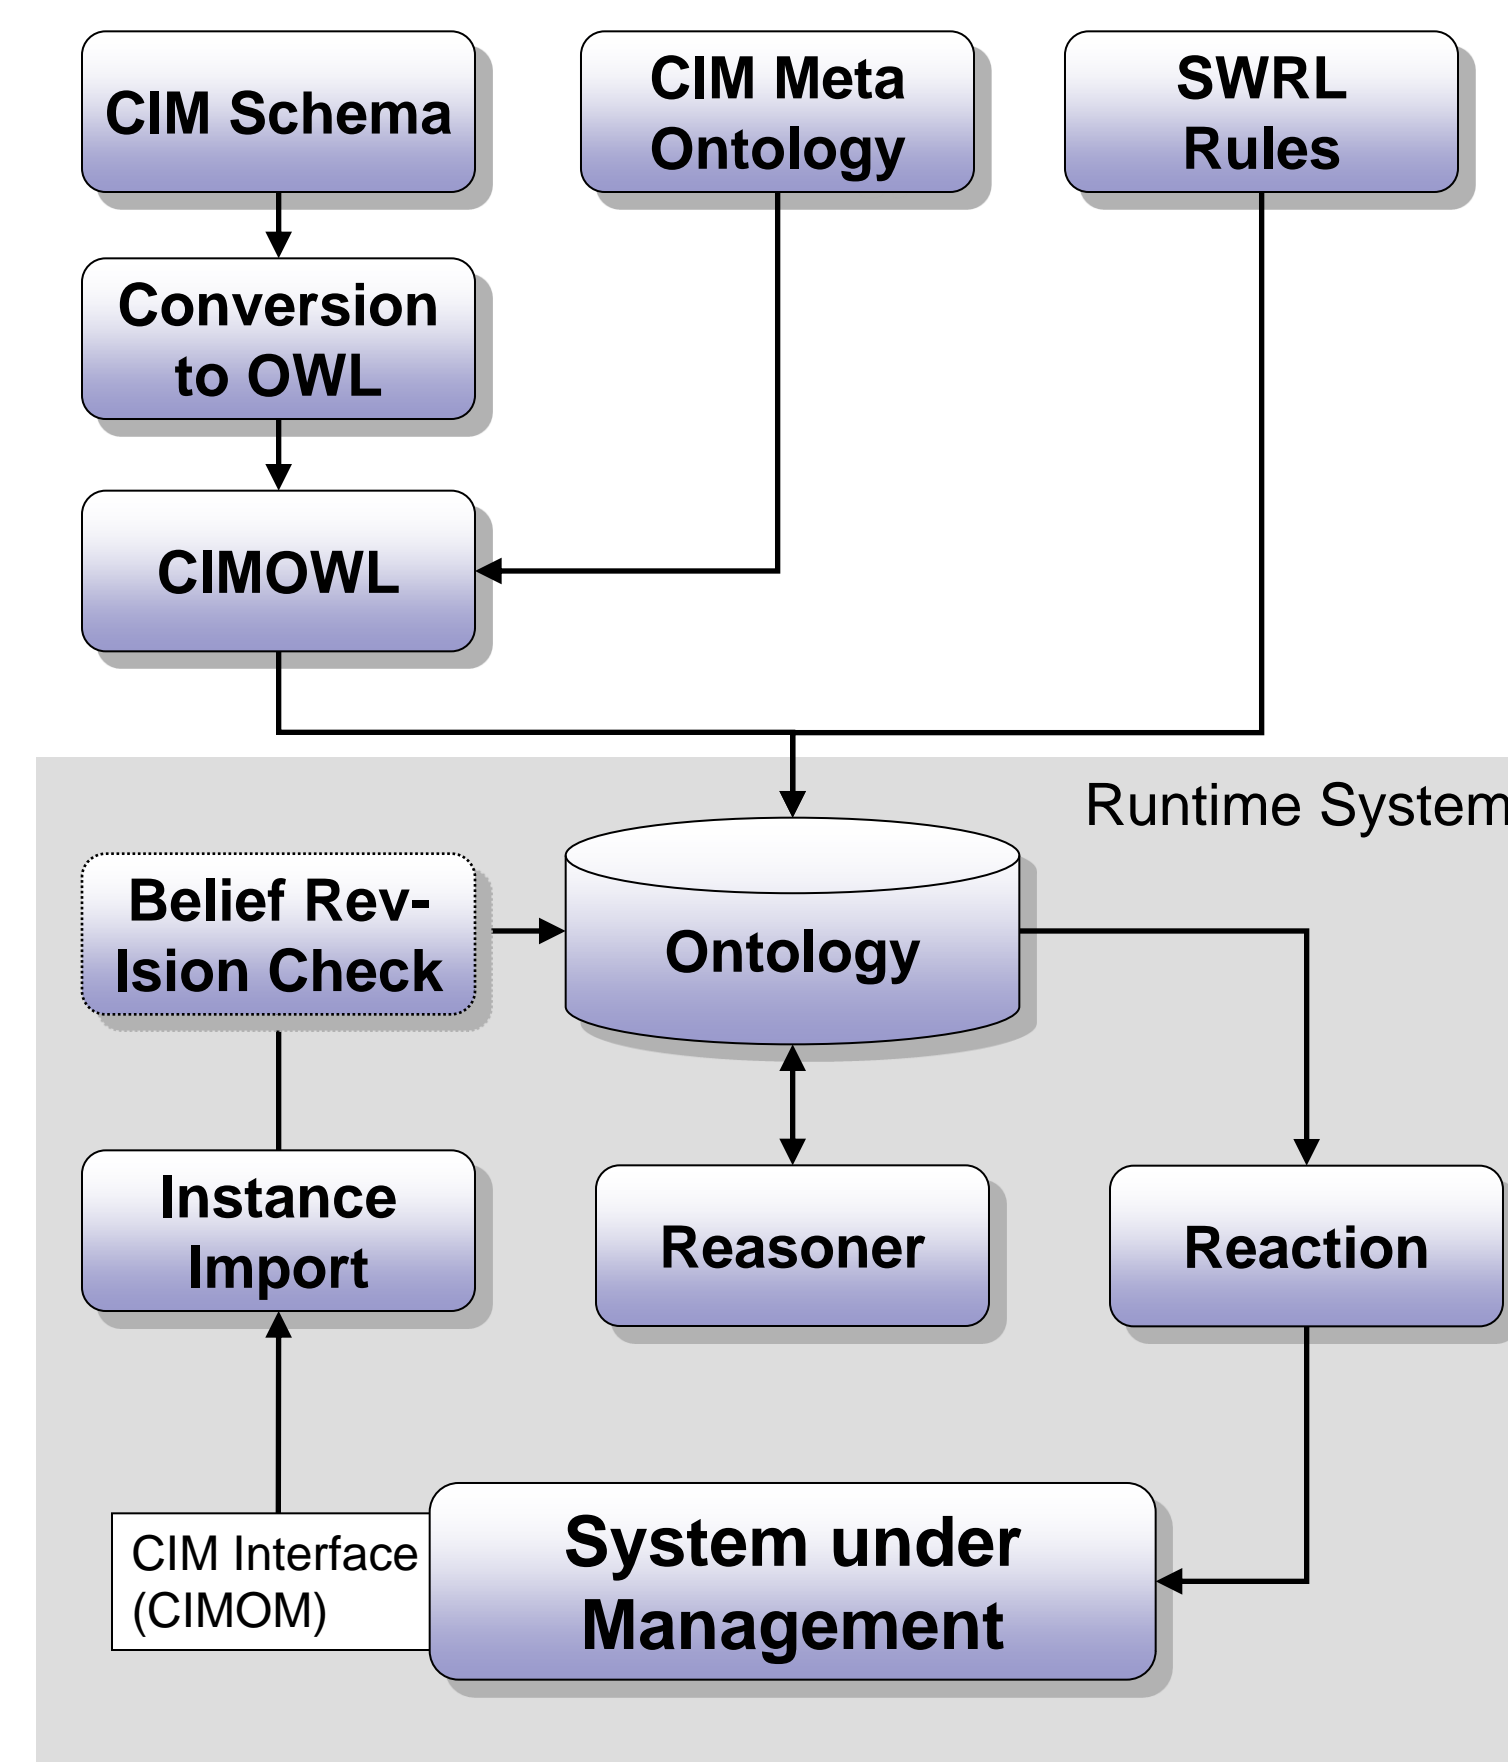 CIM Schema
CIM Meta
Ontology
SWRL
Rules
Conversion
to OWL
CIMOWL
Runtime System
Belief Rev-
Ision Check
Ontology
Instance
Import
Reasoner
Reaction
CIM Interface
(CIMOM)
System under
Management